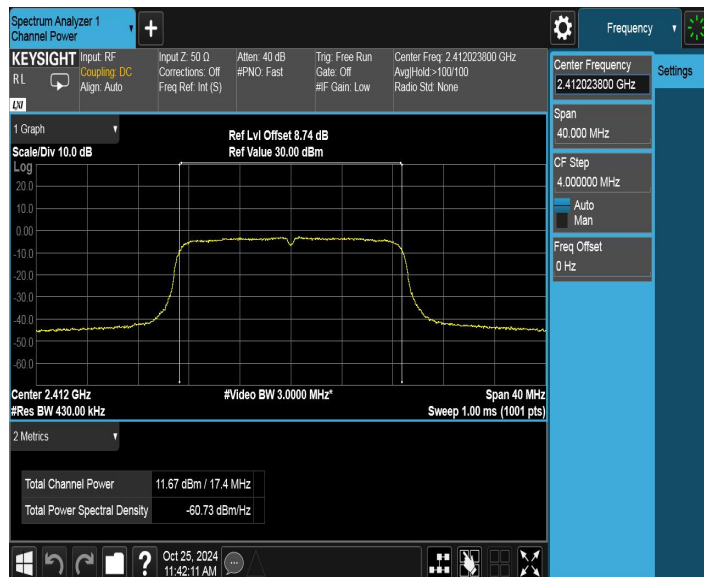 Spectrum Analyzer 1
Channel Power
+
Frequency
KEYSIGHT
RL
LXI
Input: RF
Coupling: DC
Align: Auto
Input Z: 50 Ω
Corrections: Off
Freq Ref: Int (S)
Atten: 40 dB
#PNO: Fast
Trig: Free Run
Gate: Off
#IF Gain: Low
Center Freq: 2.412023800 GHz
Avg|Hold:>100/100
Radio Std: None
Center Frequency
2.412023800 GHz
Settings
Span
40.000 MHz
CF Step
4.000000 MHz
Auto
Man
Freq Offset
0 Hz
1 Graph
Scale/Div 10.0 dB
Ref Lvl Offset 8.74 dB
Ref Value 30.00 dBm
Log
20.0
10.0
0.00
-10.0
-20.0
-30.0
-40.0
-50.0
-60.0
Center 2.412 GHz
#Video BW 3.0000 MHz*
Span 40 MHz
#Res BW 430.00 kHz
Sweep 1.00 ms (1001 pts)
2 Metrics
Total Channel Power 11.67 dBm / 17.4 MHz
Total Power Spectral Density -60.73 dBm/Hz
?
Oct 25, 2024
11:42:11 AM